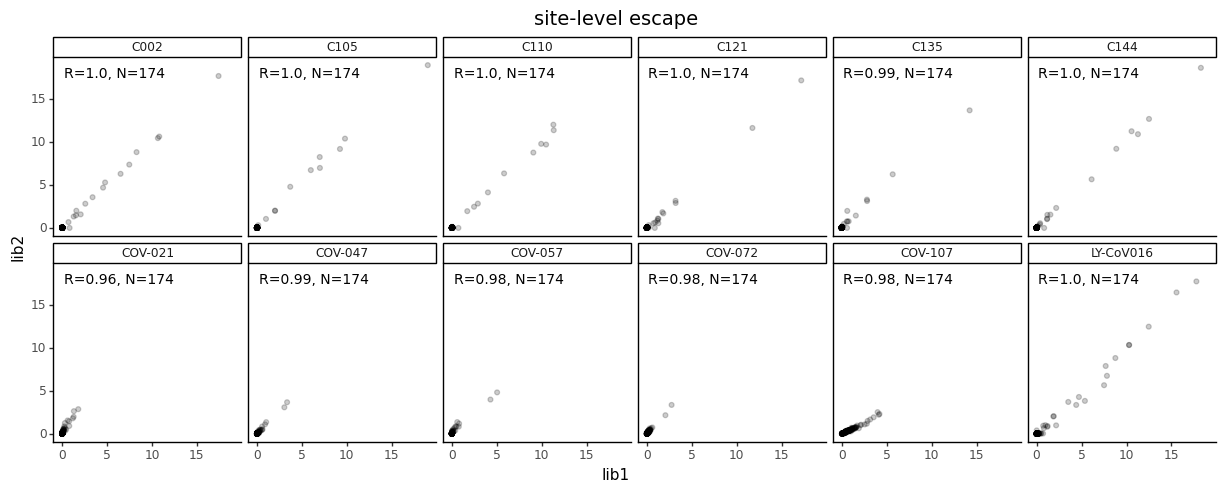 site-level escape
C002 C105 C110 C121 C135 C144
R=1.0, N=174 R=1.0, N=174 R=1.0, N=174 R=1.0, N=174 R=0.99, N=174 R=1.0, N=174
15
10
5
0
lib2
COV-021 COV-047 COV-057 COV-072 COV-107 LY-CoV016
R=0.96, N=174 R=0.99, N=174 R=0.98, N=174 R=0.98, N=174 R=0.98, N=174 R=1.0, N=174
15
10
5
0
0 5 10 15 0 5 10 15 0 5 10 15 0 5 10 15 0 5 10 15 0 5 10 15
lib1